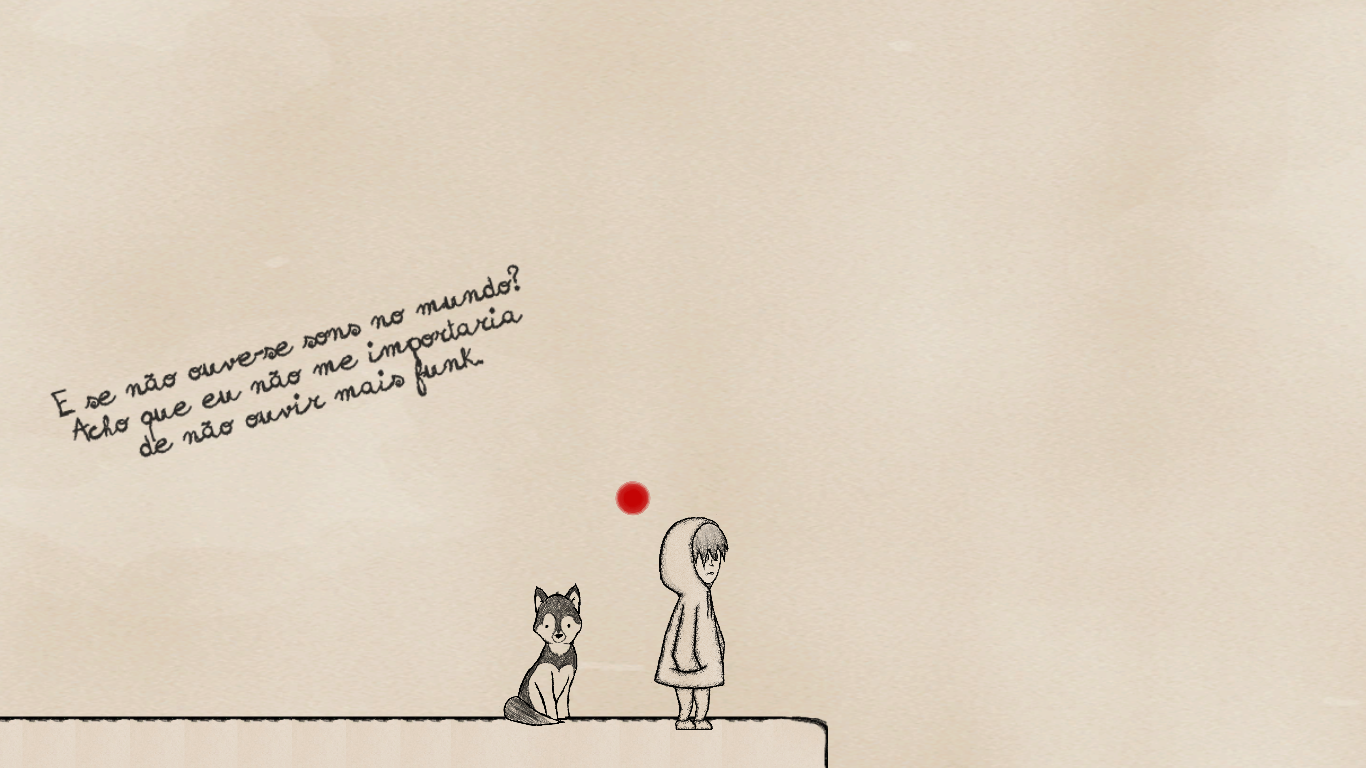 E se não ouve-se sons no mundo?
Acho que eu não me importaria
de não ouvir mais funk.